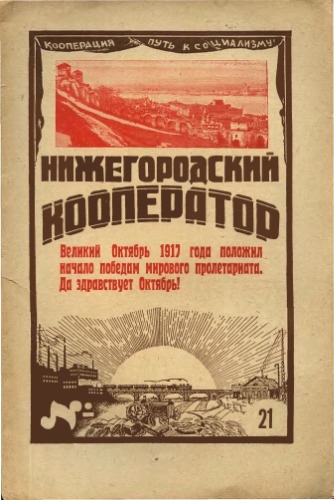 КООПЕРАЦИЯ ПУТЬ К СОЦИАЛИЗМУ!
НИЖЕГОРОДСКИЙ
КООПЕРАТОР
Великий Октябрь 1917 года положил
начало победам мирового пролетариата.
Да здравствует Октябрь!
№:
21